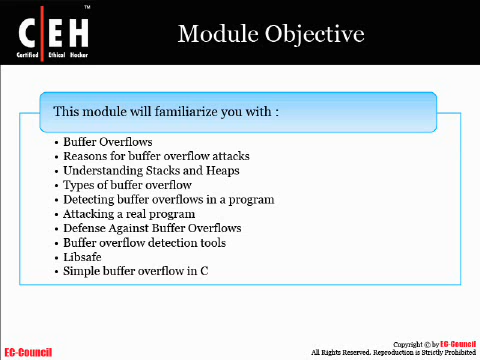 C|EH
TM
Certified Ethical Hacker
Module Objective
This module will familiarize you with :
• Buffer Overflows
• Reasons for buffer overflow attacks
• Understanding Stacks and Heaps
• Types of buffer overflow
• Detecting buffer overflows in a program
• Attacking a real program
• Defense Against Buffer Overflows
• Buffer overflow detection tools
• Libsafe
• Simple buffer overflow in C
EC-Council
Copyright © by EC-Council
All Rights Reserved. Reproduction is Strictly Prohibited